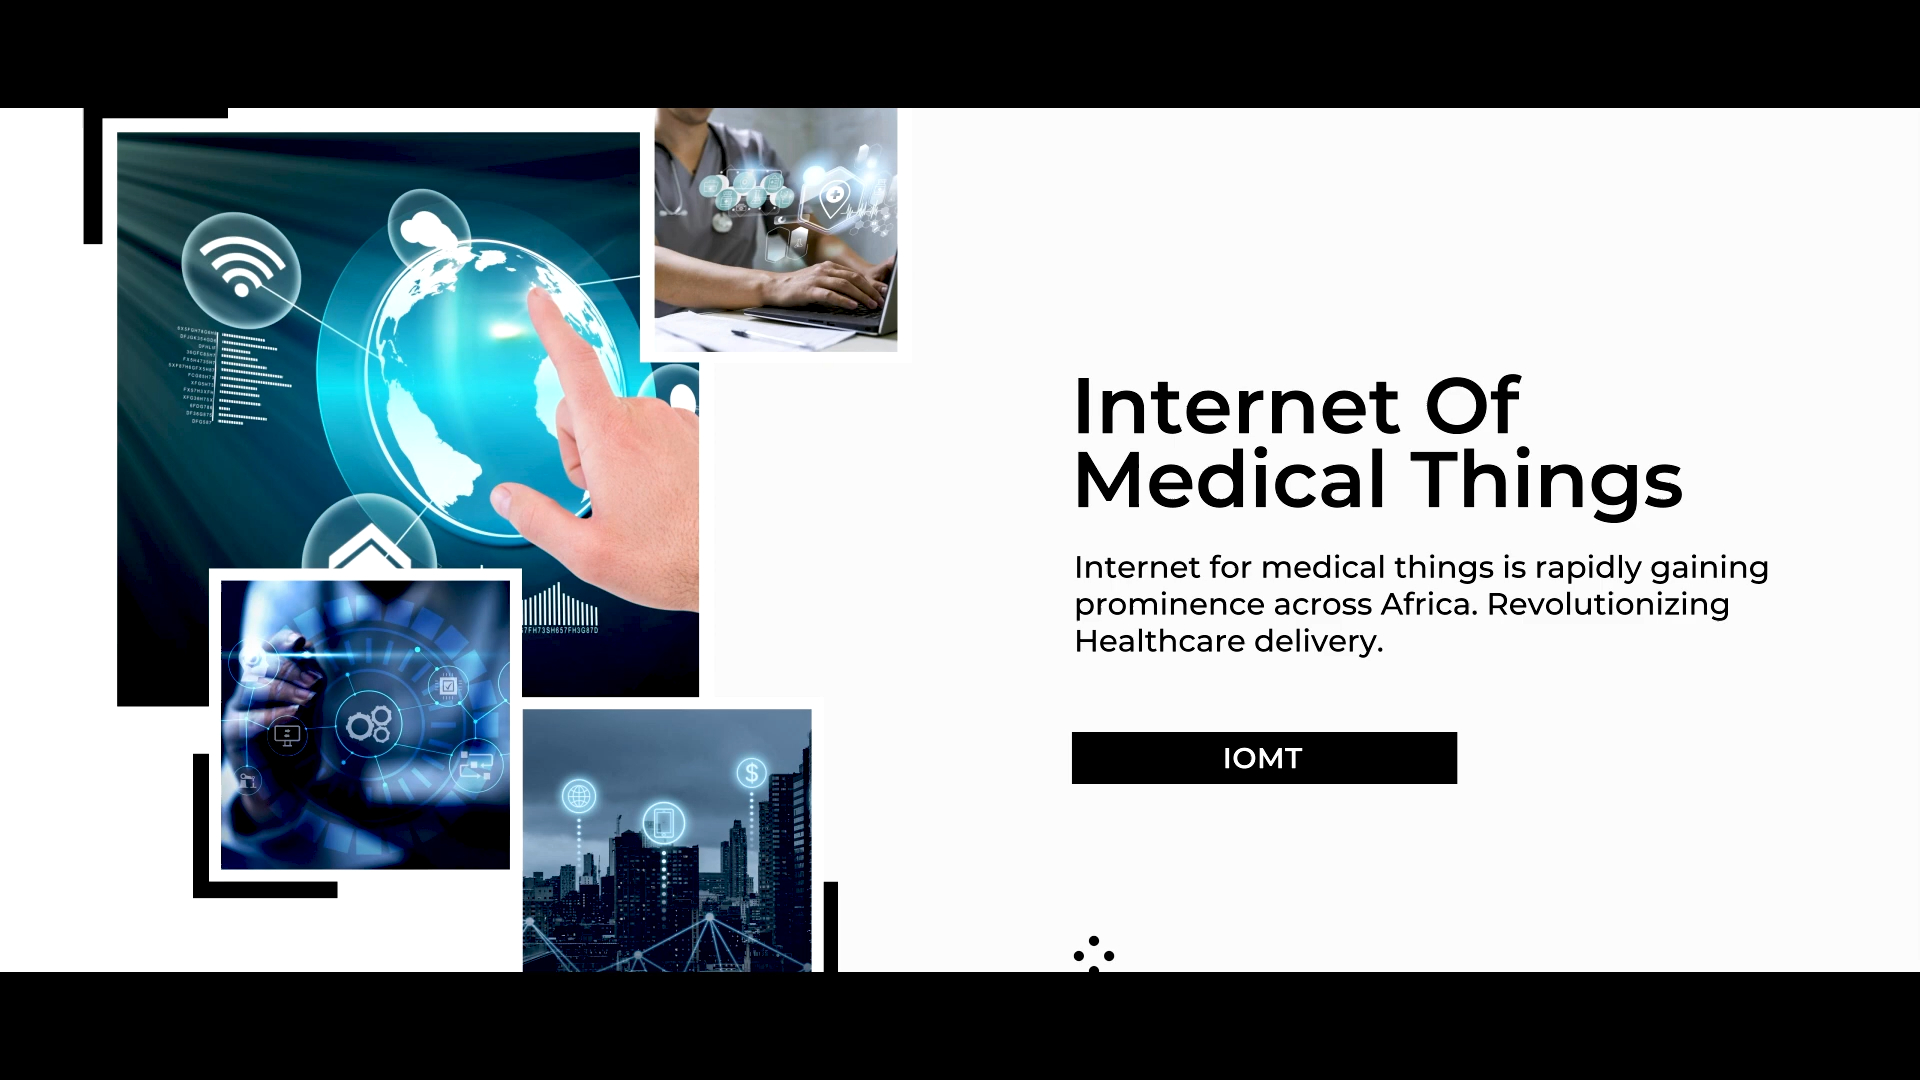 Internet Of
Medical Things
Internet for medical things is rapidly gaining
prominence across Africa. Revolutionizing
Healthcare delivery.
IOMT